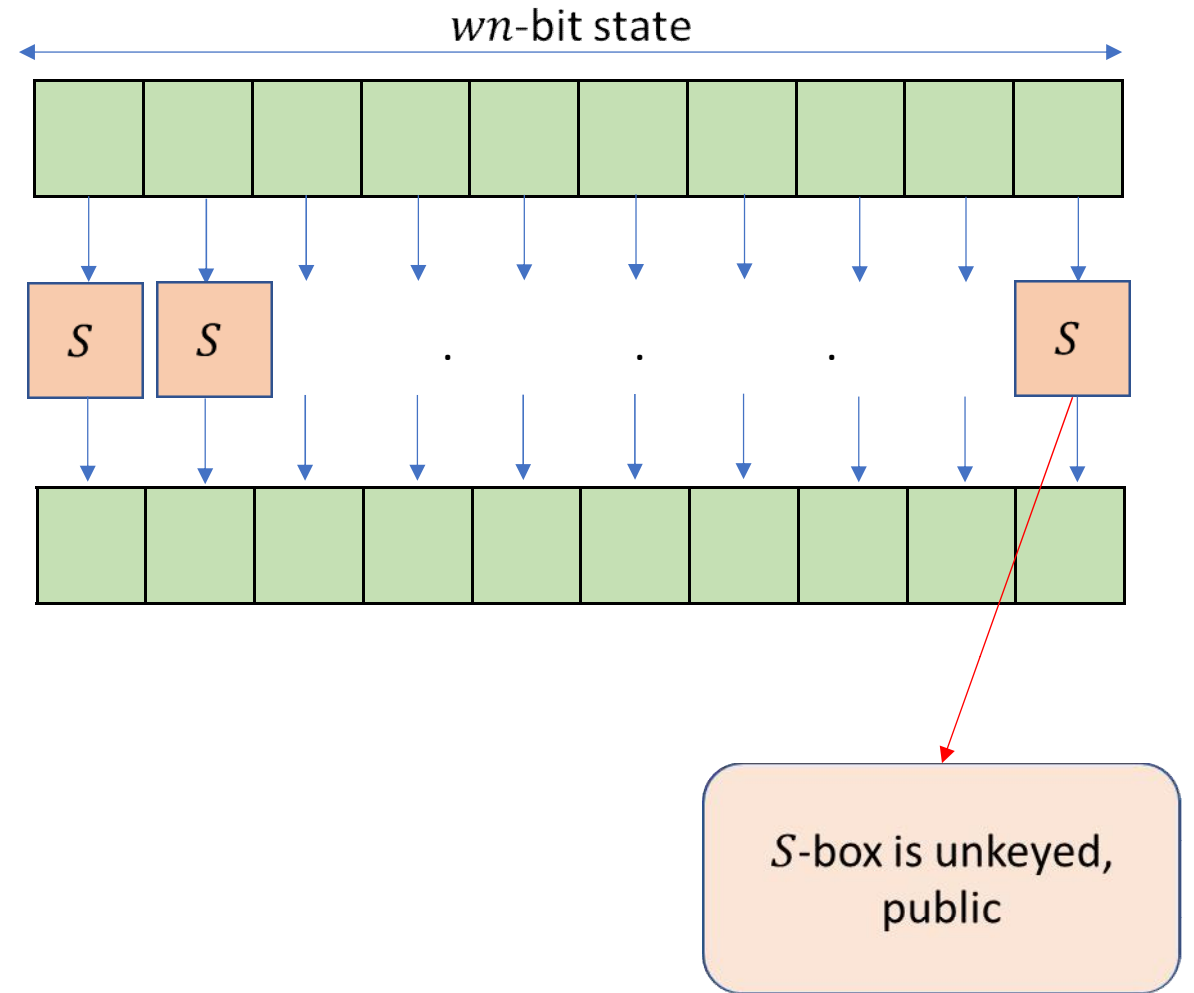 wn-bit state
S
S
. . .
S
S-box is unkeyed,
public